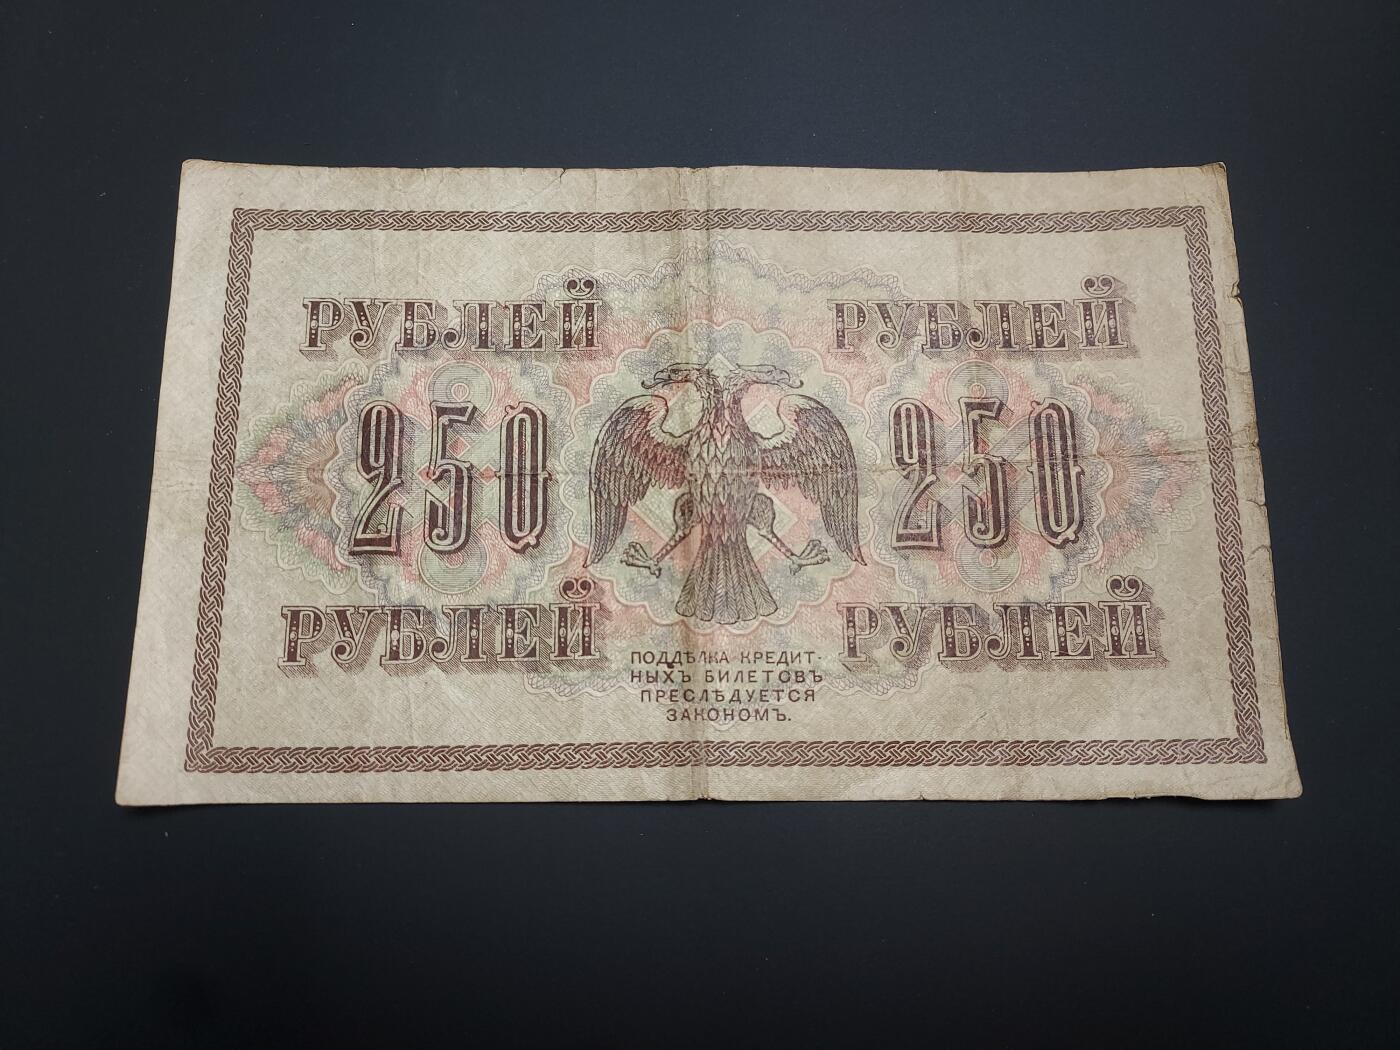 РУБЛЕЙ РУБЛЕЙ
250 250
РУБЛЕЙ РУБЛЕЙ
ПОДДѢЛКА КРЕДИТ-
НЫХЪ БИЛЕТОВЪ
ПРЕСЛѢДУЕТСЯ
ЗАКОНОМЪ.